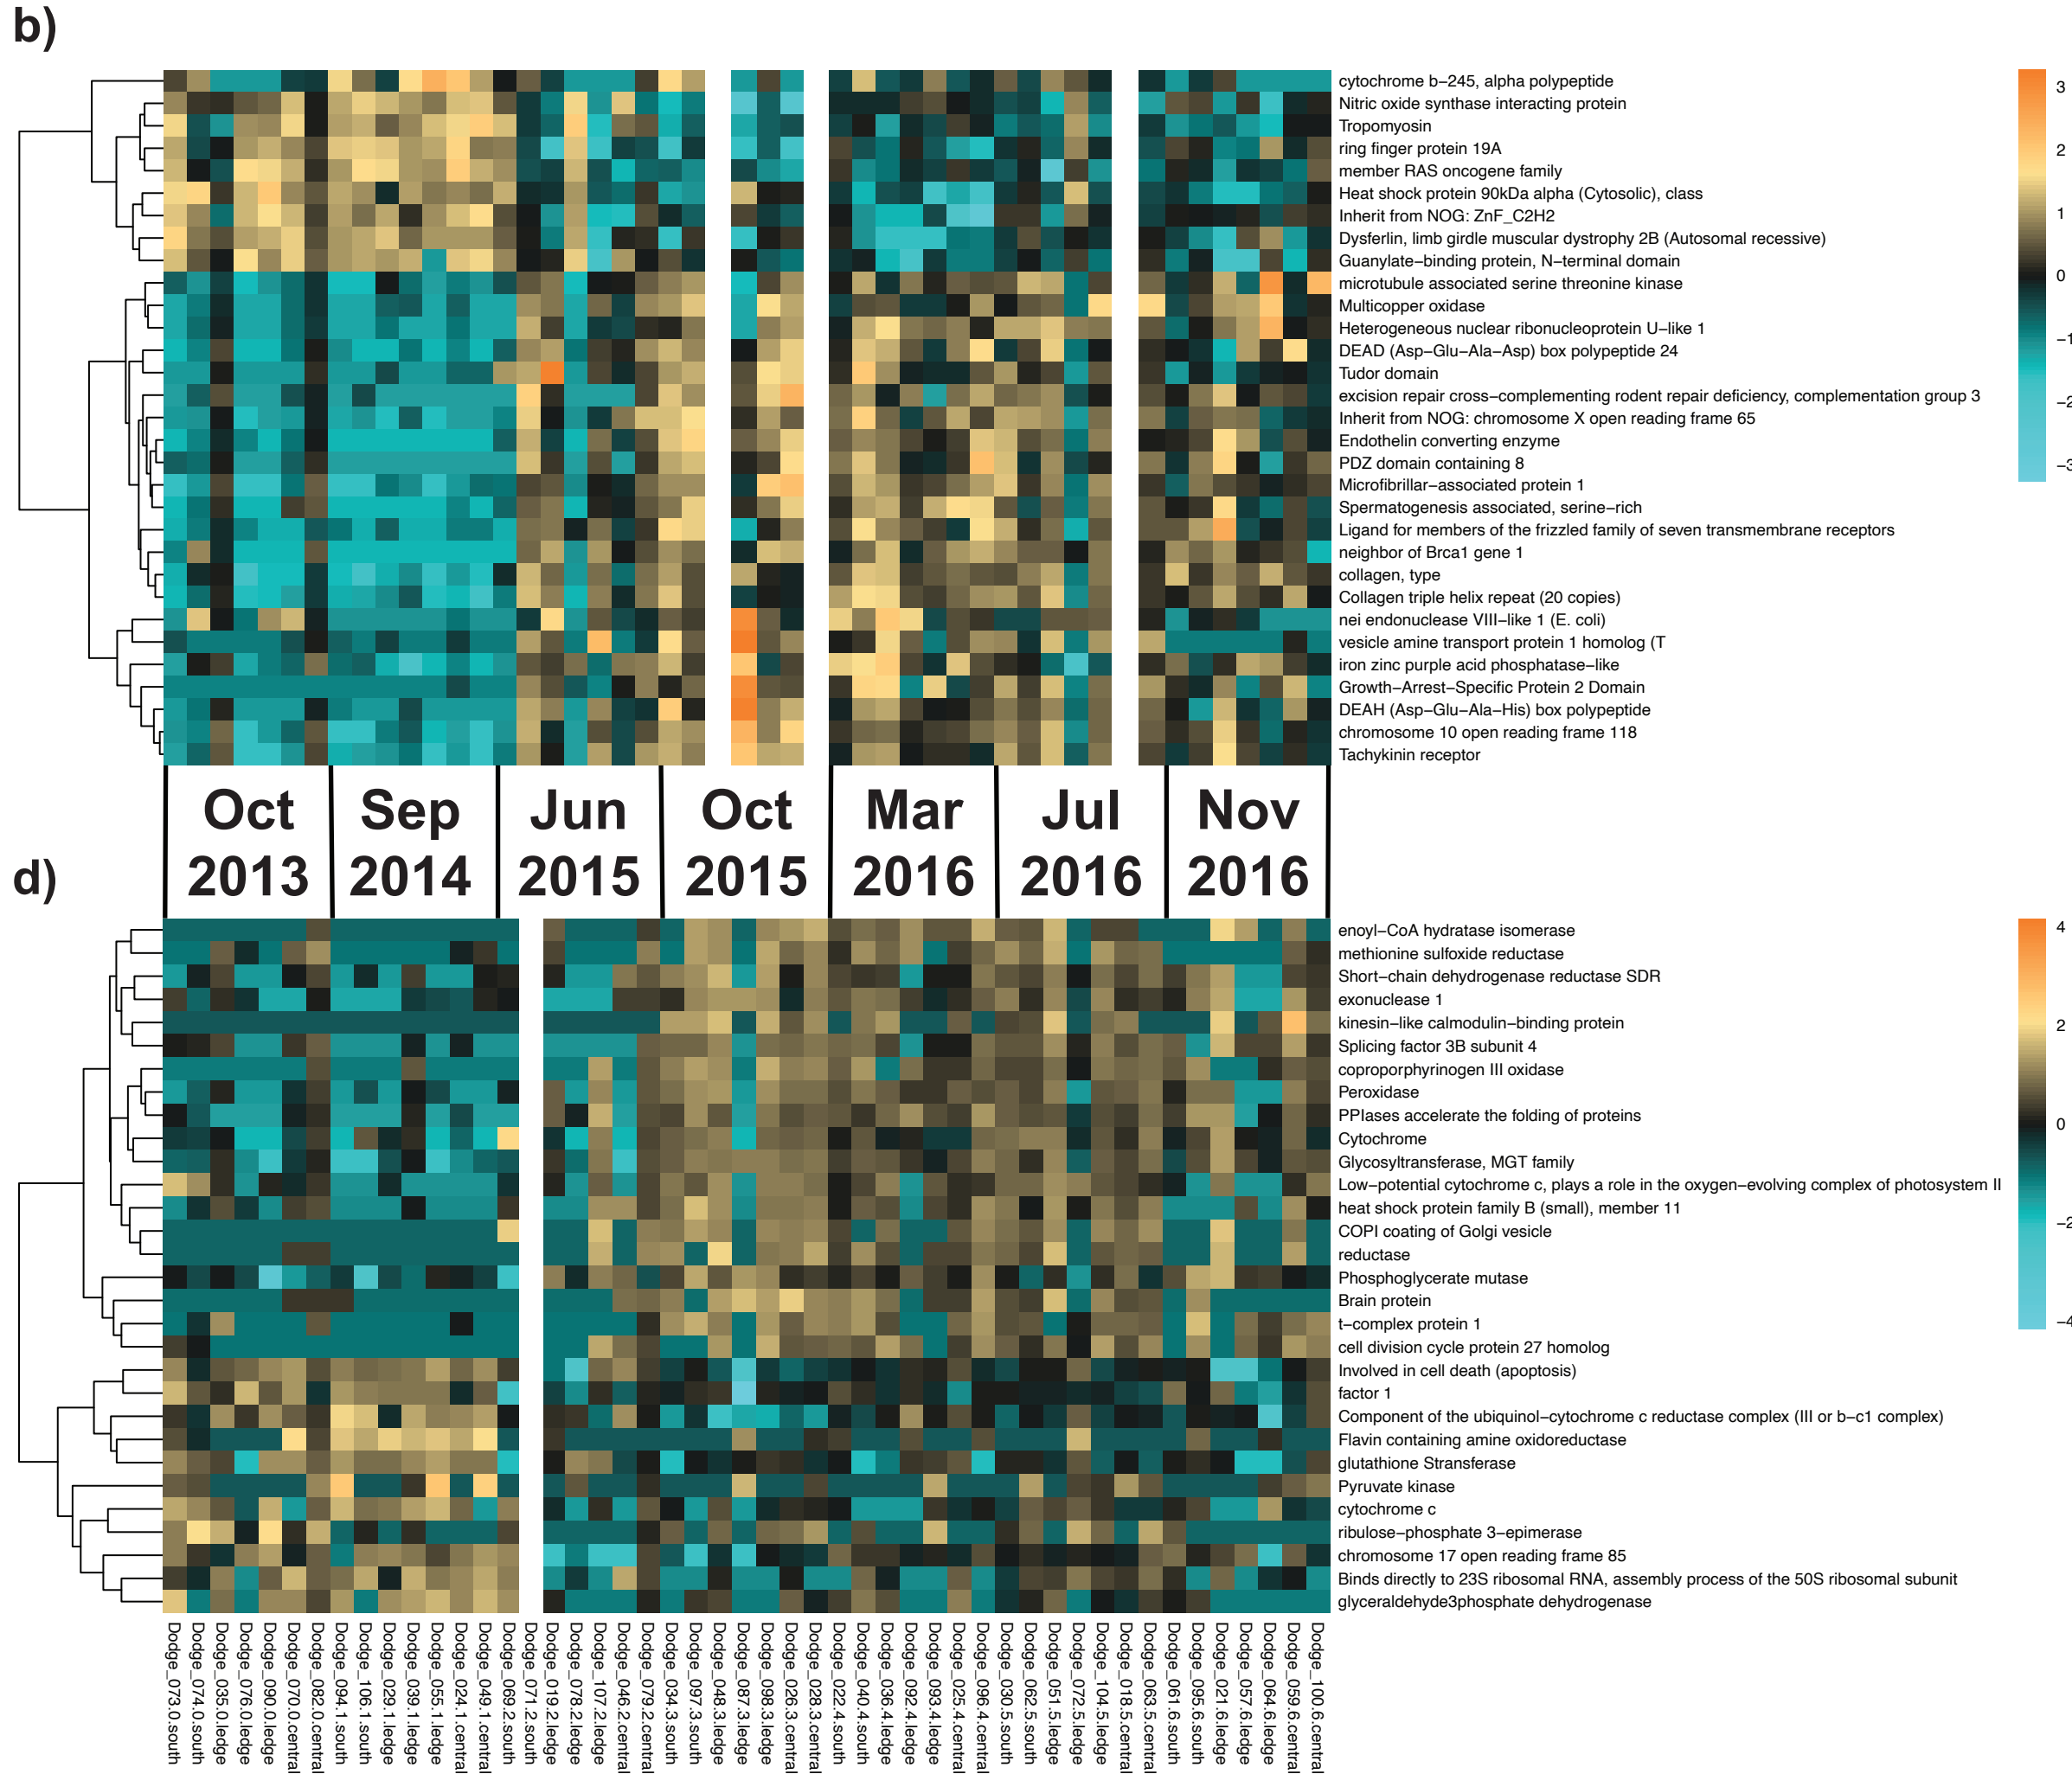 b)
cytochrome b−245, alpha polypeptide
Nitric oxide synthase interacting protein
Tropomyosin
ring finger protein 19A
member RAS oncogene family
Heat shock protein 90kDa alpha (Cytosolic), class
Inherit from NOG: ZnF_C2H2
Dysferlin, limb girdle muscular dystrophy 2B (Autosomal recessive)
Guanylate−binding protein, N−terminal domain
microtubule associated serine threonine kinase
Multicopper oxidase
Heterogeneous nuclear ribonucleoprotein U−like 1
DEAD (Asp−Glu−Ala−Asp) box polypeptide 24
Tudor domain
excision repair cross−complementing rodent repair deficiency, complementation group 3
Inherit from NOG: chromosome X open reading frame 65
Endothelin converting enzyme
PDZ domain containing 8
Microfibrillar−associated protein 1
Spermatogenesis associated, serine−rich
Ligand for members of the frizzled family of seven transmembrane receptors
neighbor of Brca1 gene 1
collagen, type
Collagen triple helix repeat (20 copies)
nei endonuclease VIII−like 1 (E. coli)
vesicle amine transport protein 1 homolog (T
iron zinc purple acid phosphatase−like
Growth−Arrest−Specific Protein 2 Domain
DEAH (Asp−Glu−Ala−His) box polypeptide
chromosome 10 open reading frame 118
Tachykinin receptor
3
2
1
0
−1
−2
−3
Oct 2013
Sep 2014
Jun 2015
Oct 2015
Mar 2016
Jul 2016
Nov 2016
d)
enoyl−CoA hydratase isomerase
methionine sulfoxide reductase
Short−chain dehydrogenase reductase SDR
exonuclease 1
kinesin−like calmodulin−binding protein
Splicing factor 3B subunit 4
coproporphyrinogen III oxidase
Peroxidase
PPIases accelerate the folding of proteins
Cytochrome
Glycosyltransferase, MGT family
Low−potential cytochrome c, plays a role in the oxygen−evolving complex of photosystem II
heat shock protein family B (small), member 11
COPI coating of Golgi vesicle
reductase
Phosphoglycerate mutase
Brain protein
t−complex protein 1
cell division cycle protein 27 homolog
Involved in cell death (apoptosis)
factor 1
Component of the ubiquinol−cytochrome c reductase complex (III or b−c1 complex)
Flavin containing amine oxidoreductase
glutathione Stransferase
Pyruvate kinase
cytochrome c
ribulose−phosphate 3−epimerase
chromosome 17 open reading frame 85
Binds directly to 23S ribosomal RNA, assembly process of the 50S ribosomal subunit
glyceraldehyde3phosphate dehydrogenase
4
2
0
−2
−4
Dodge_073.0.south
Dodge_074.0.south
Dodge_035.0.ledge
Dodge_076.0.ledge
Dodge_090.0.ledge
Dodge_070.0.central
Dodge_082.0.central
Dodge_094.1.south
Dodge_106.1.south
Dodge_029.1.ledge
Dodge_039.1.ledge
Dodge_055.1.ledge
Dodge_024.1.central
Dodge_049.1.central
Dodge_069.2.south
Dodge_071.2.south
Dodge_019.2.ledge
Dodge_078.2.ledge
Dodge_107.2.ledge
Dodge_046.2.central
Dodge_079.2.central
Dodge_034.3.south
Dodge_097.3.south
Dodge_048.3.ledge
Dodge_087.3.ledge
Dodge_098.3.ledge
Dodge_026.3.central
Dodge_028.3.central
Dodge_022.4.south
Dodge_040.4.south
Dodge_036.4.ledge
Dodge_092.4.ledge
Dodge_093.4.ledge
Dodge_025.4.central
Dodge_096.4.central
Dodge_030.5.south
Dodge_062.5.south
Dodge_051.5.ledge
Dodge_072.5.ledge
Dodge_104.5.ledge
Dodge_018.5.central
Dodge_063.5.central
Dodge_061.6.south
Dodge_095.6.south
Dodge_021.6.ledge
Dodge_057.6.ledge
Dodge_064.6.ledge
Dodge_059.6.central
Dodge_100.6.central